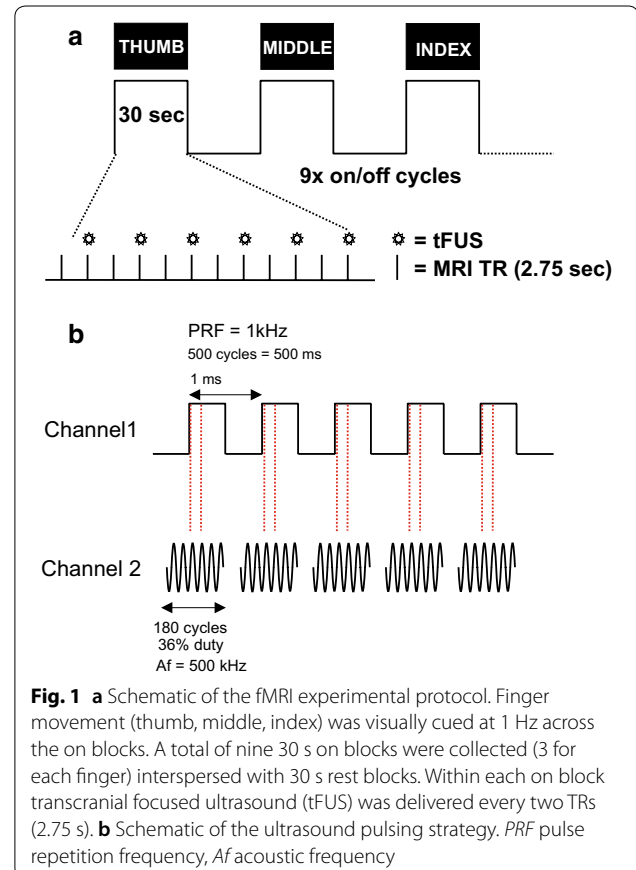 a
THUMB MIDDLE INDEX
30 sec
9x on/off cycles
= tFUS
= MRI TR (2.75 sec)
b
PRF = 1kHz
500 cycles = 500 ms
1 ms
Channel1
Channel 2
180 cycles
36% duty
Af = 500 kHz
Fig. 1 a Schematic of the fMRI experimental protocol. Finger
movement (thumb, middle, index) was visually cued at 1 Hz across
the on blocks. A total of nine 30 s on blocks were collected (3 for
each finger) interspersed with 30 s rest blocks. Within each on block
transcranial focused ultrasound (tFUS) was delivered every two TRs
(2.75 s). b Schematic of the ultrasound pulsing strategy. PRF pulse
repetition frequency, Af acoustic frequency